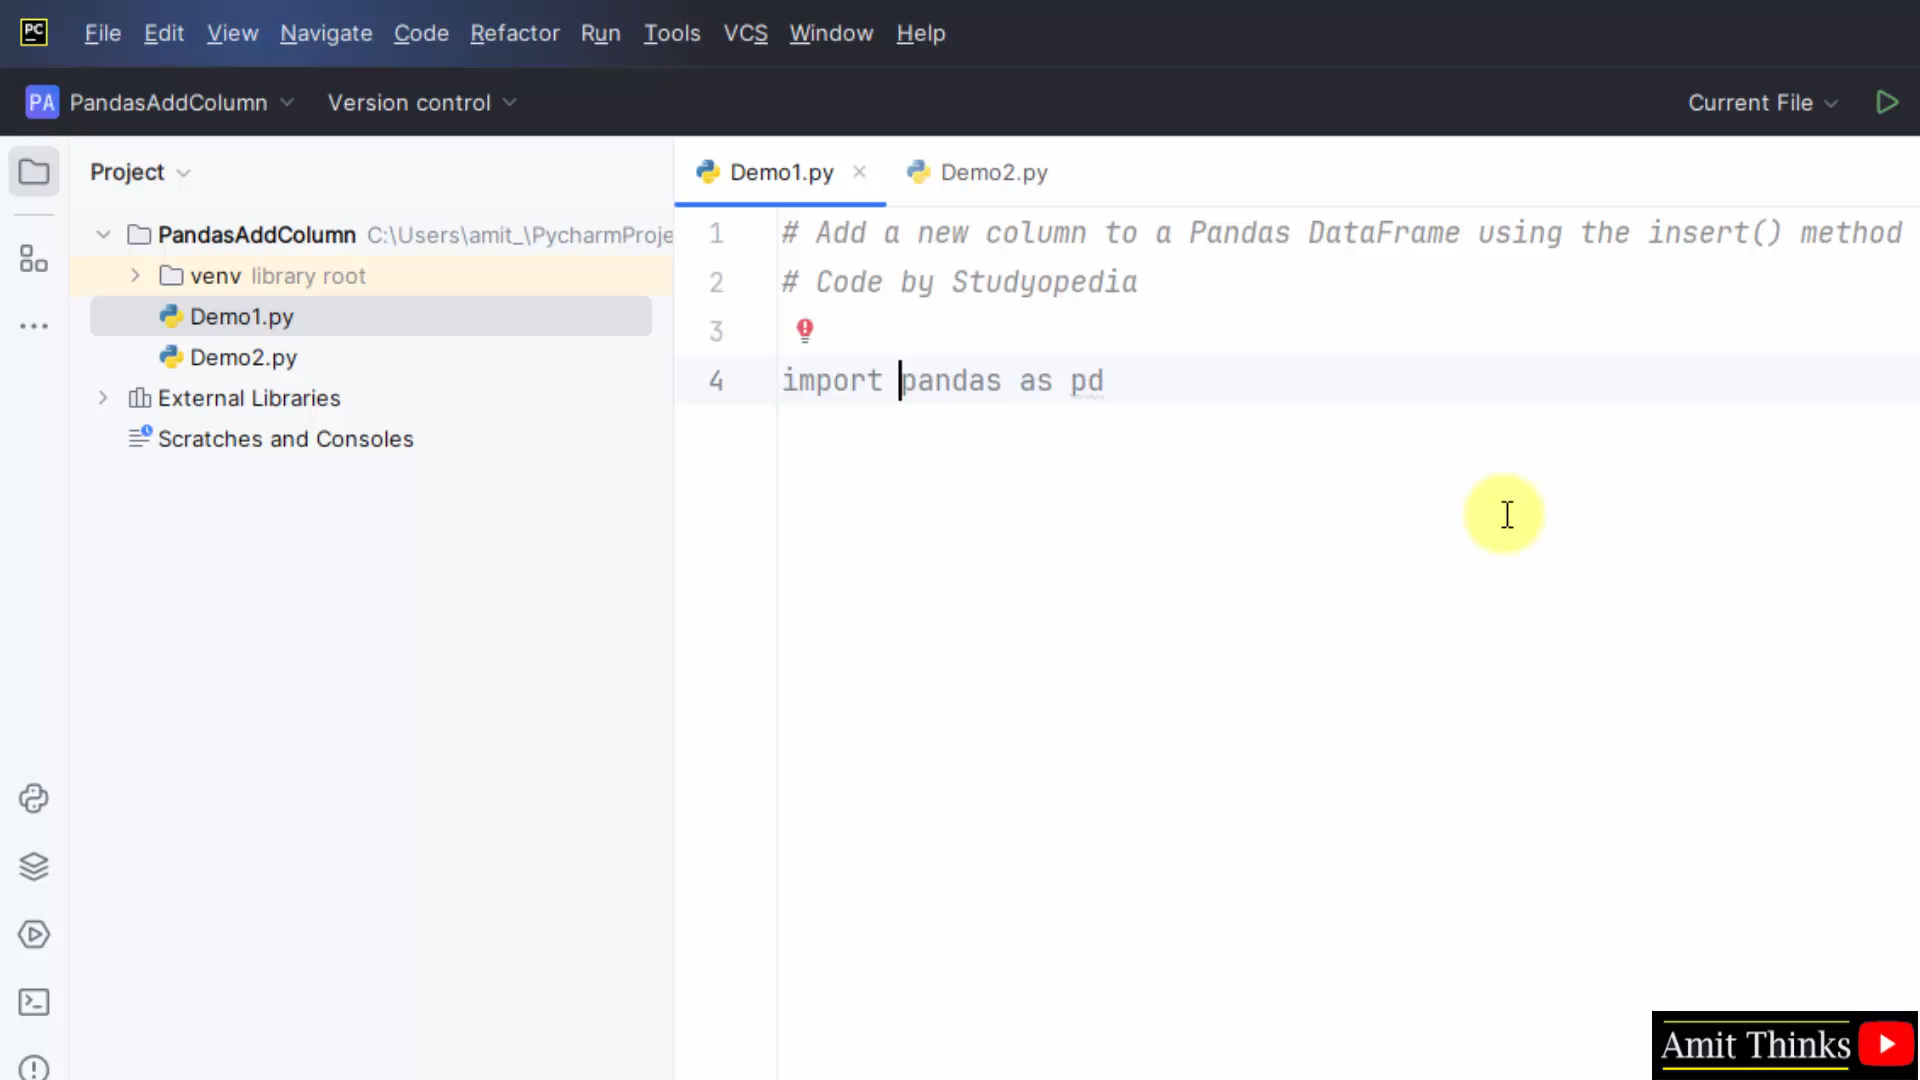 PC File Edit View Navigate Code Refactor Run Tools VCS Window Help
PA PandasAddColumn Version control Current File
Project
PandasAddColumn C:\Users\amit_\PycharmProje
venv library root
Demo1.py
Demo2.py
External Libraries
Scratches and Consoles
Demo1.py Demo2.py
1 # Add a new column to a Pandas DataFrame using the insert() method
2 # Code by Studyopedia
3
4 import pandas as pd
Amit Thinks